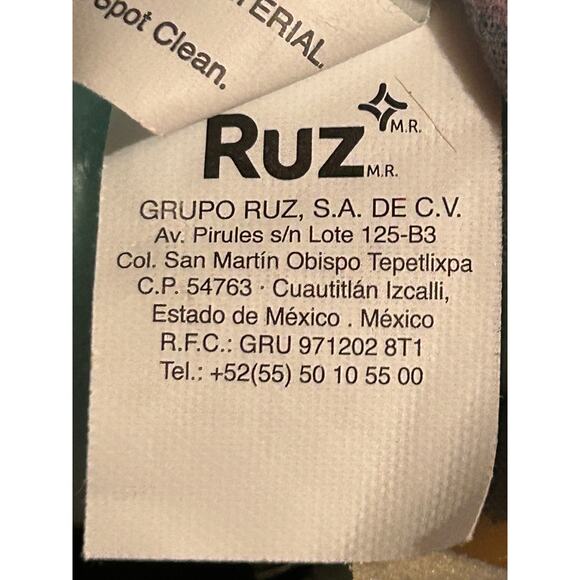 TERIAL.
Spot Clean.
RUZ M.R.
M.R.
GRUPO RUZ, S.A. DE C.V.
Av. Pirules s/n Lote 125-B3
Col. San Martín Obispo Tepetlixpa
C.P. 54763 · Cuautitlán Izcalli,
Estado de México . México
R.F.C.: GRU 971202 8T1
Tel.: +52(55) 50 10 55 00